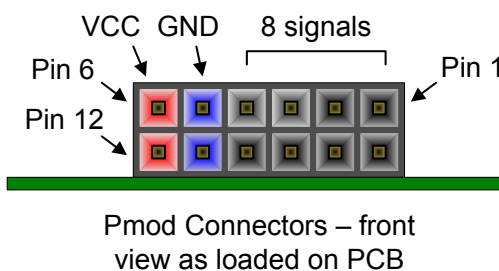 VCC GND 8 signals
Pin 6 Pin 1
Pin 12
Pmod Connectors – front
view as loaded on PCB